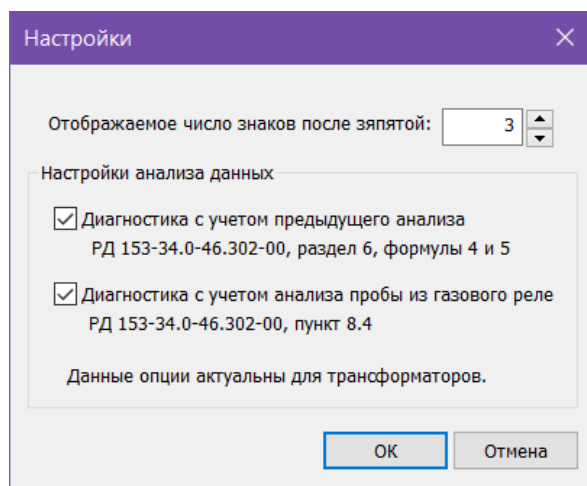 Настройки
Отображаемое число знаков после зяпятой: 3
Настройки анализа данных
Диагностика с учетом предыдущего анализа
РД 153-34.0-46.302-00, раздел 6, формулы 4 и 5
Диагностика с учетом анализа пробы из газового реле
РД 153-34.0-46.302-00, пункт 8.4
Данные опции актуальны для трансформаторов.
ОК Отмена